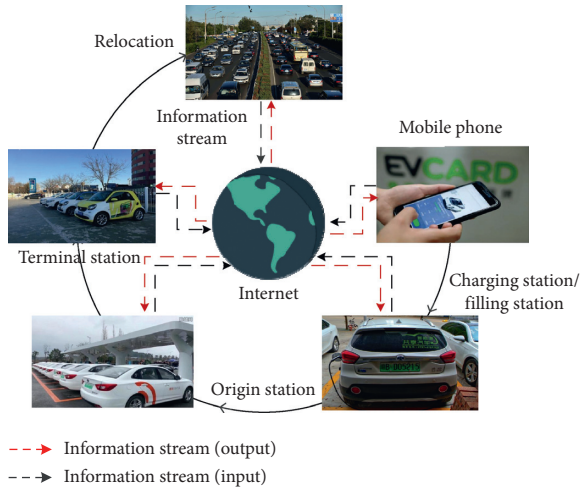 Relocation
Information
stream
Mobile phone
EVCARD
Terminal station
Internet
Charging station/
filling station
Origin station
Information stream (output)
Information stream (input)